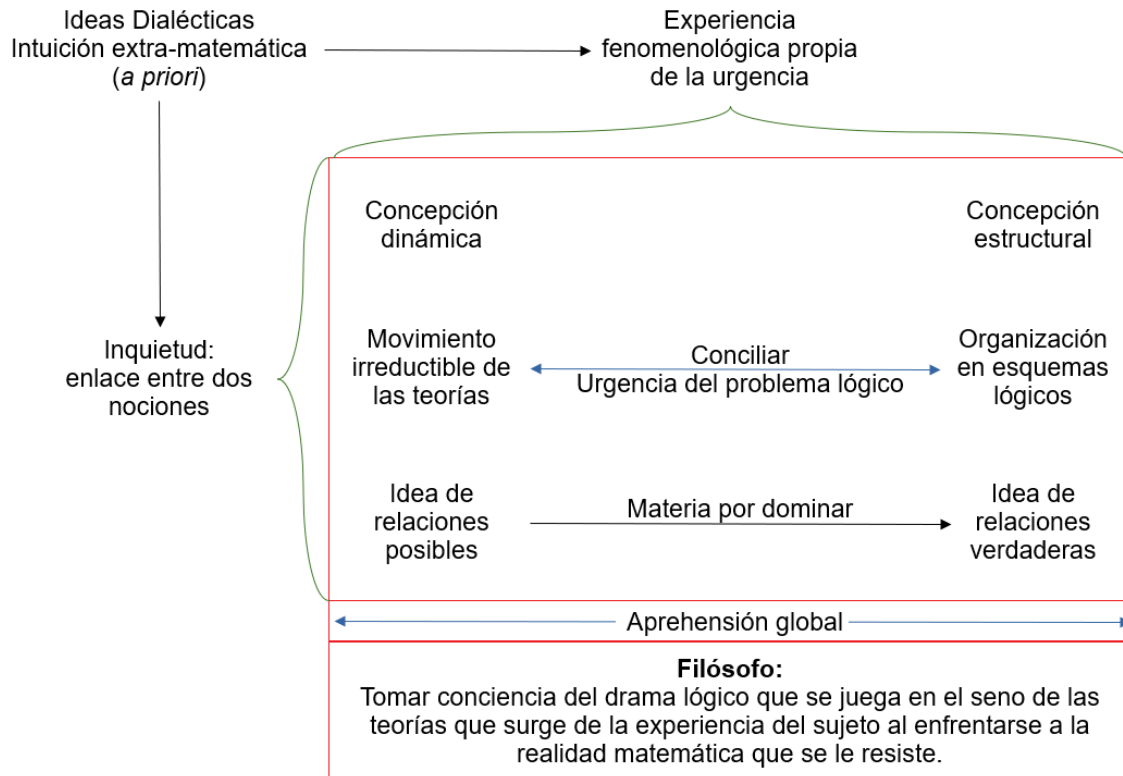 Ideas Dialécticas
Intuición extra-matemática
(a priori)
Experiencia
fenomenológica propia
de la urgencia
Concepción
dinámica
Concepción
estructural
Inquietud:
enlace entre dos
nociones
Movimiento
irreductible de
las teorías
Conciliar
Urgencia del problema lógico
Organización
en esquemas
lógicos
Idea de
relaciones
posibles
Materia por dominar
Idea de
relaciones
verdaderas
Aprehensión global
Filósofo:
Tomar conciencia del drama lógico que se juega en el seno de las
teorías que surge de la experiencia del sujeto al enfrentarse a la
realidad matemática que se le resiste.